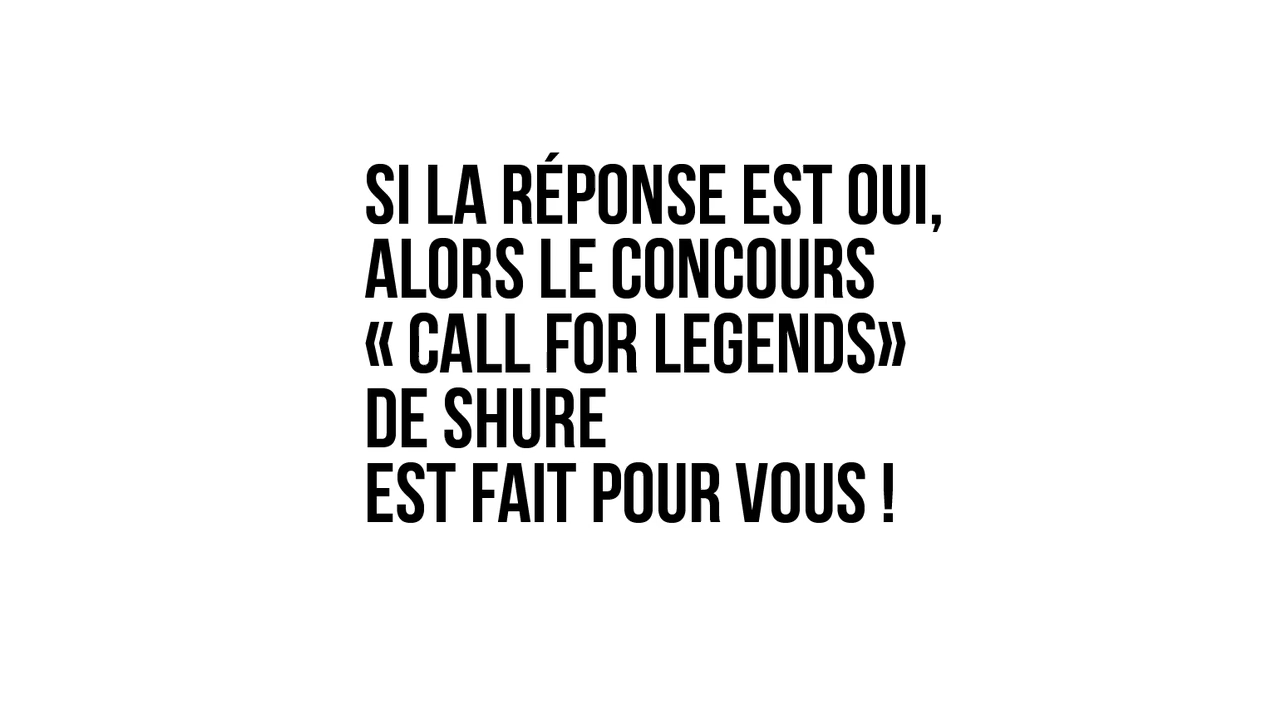 SI LA RÉPONSE EST OUI,
ALORS LE CONCOURS
« CALL FOR LEGENDS»
DE SHURE
EST FAIT POUR VOUS !